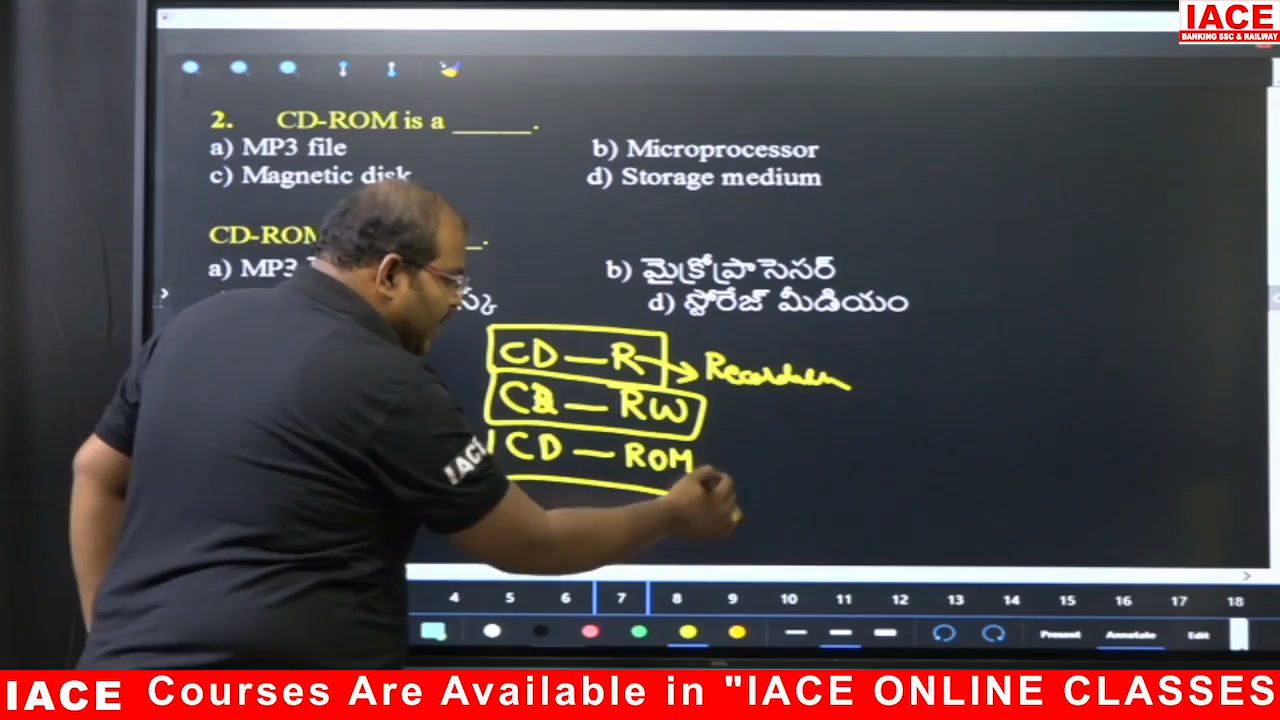 IACE
BANKING SSC & RAILWAY
2. CD-ROM is a ______.
a) MP3 file b) Microprocessor
c) Magnetic disk d) Storage medium
CD-ROM _.
a) MP3 b) మైక్రోప్రాసెసర్
స్క d) స్టోరేజ్ మీడియం
CD — R →
— RW
CD — ROM
IACE
4 5 6 7 8 9 10 11 12 13 14 15 16 17 18
Present Annotate Edit
IACE Courses Are Available in "IACE ONLINE CLASSES